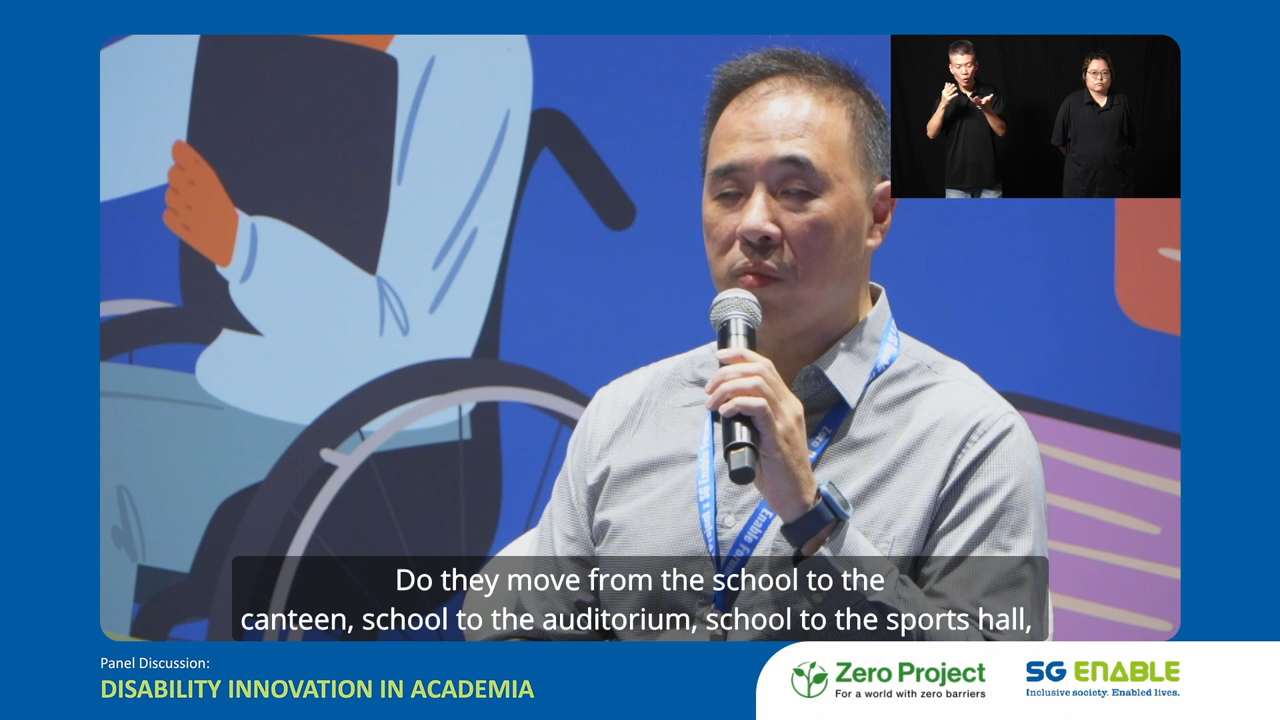 Do they move from the school to the
canteen, school to the auditorium, school to the sports hall,
Panel Discussion:
DISABILITY INNOVATION IN ACADEMIA
Zero Project
For a world with zero barriers
SG ENABLE
Inclusive society. Enabled lives.